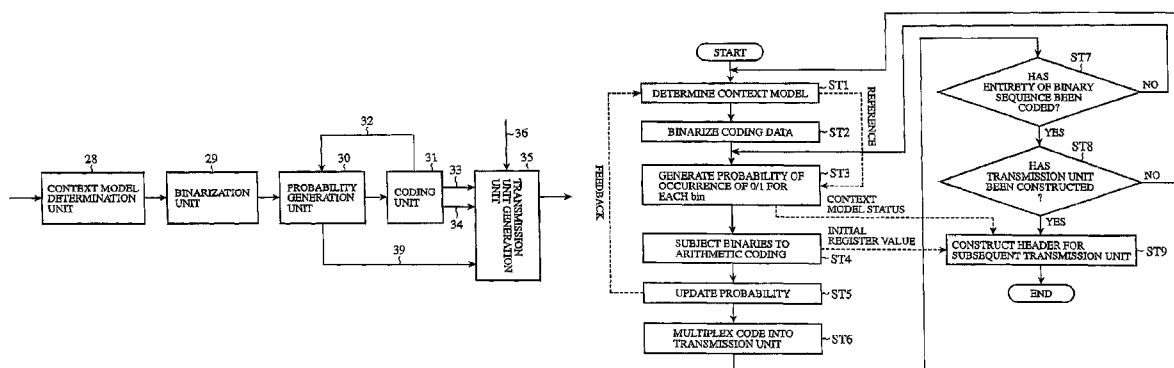 28
CONTEXT MODEL
DETERMINATION
UNIT
29
BINARIZATION
UNIT
32
30
PROBABILITY
GENERATION
UNIT
31
CODING
UNIT
33
34
36
35
TRANSMISSION
UNIT GENERATION
UNIT
39
START
DETERMINE CONTEXT MODEL
ST1
BINARIZE CODING DATA
ST2
GENERATE PROBABILITY OF
OCCURRENCE OF 0/1 FOR
EACH bin
ST3
SUBJECT BINARIES TO
ARITHMETIC CODING
ST4
UPDATE PROBABILITY
ST5
MULTIPLEX CODE INTO
TRANSMISSION UNIT
ST6
FEEDBACK
REFERENCE
CONTEXT
MODEL STATUS
INITIAL
REGISTER VALUE
ST7
HAS
ENTIRETY OF BINARY
SEQUENCE BEEN
CODED?
NO
YES
ST8
HAS
TRANSMISSION UNIT
BEEN CONSTRUCTED
?
NO
YES
CONSTRUCT HEADER FOR
SUBSEQUENT TRANSMISSION UNIT
ST9
END